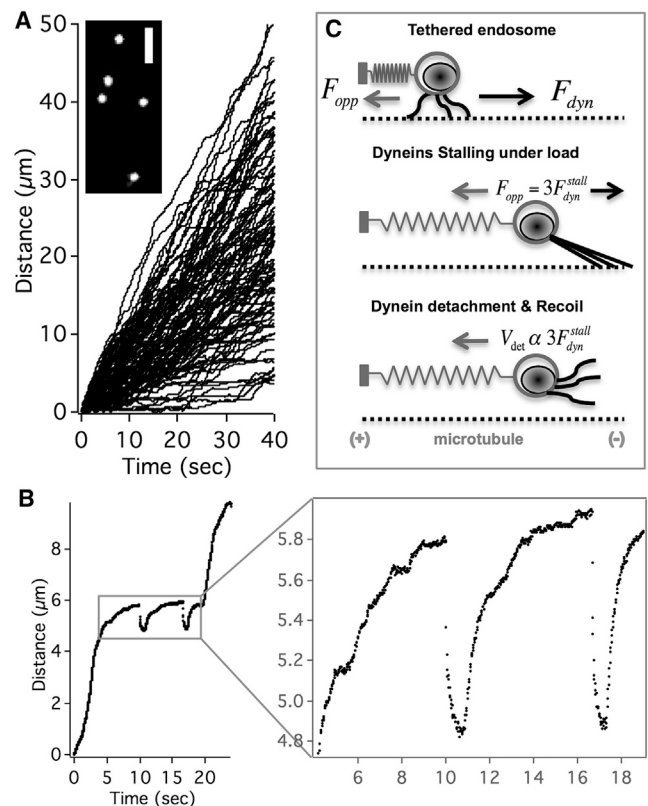 A
50
40
30
20
10
0
Distance (µm)
0 10 20 30 40
Time (sec)
C
Tethered endosome
F_opp F_dyn
Dyneins Stalling under load
F_opp = 3F_dyn^stall
Dynein detachment & Recoil
V_det α 3F_dyn^stall
(+) microtubule (-)
B
8
6
4
2
0
Distance (µm)
0 10 20
Time (sec)
5.8
5.6
5.4
5.2
5.0
4.8
6 8 10 12 14 16 18